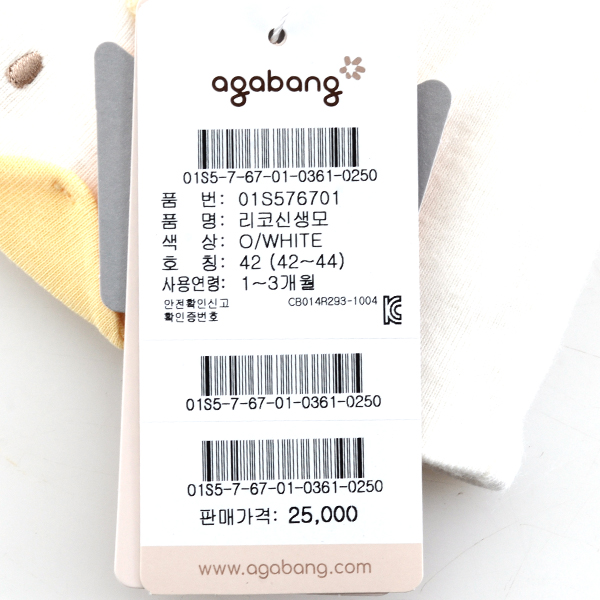 agabang
01S5-7-67-01-0361-0250
품 번: 01S576701
품 명: 리코신생모
색 상: O/WHITE
호 칭: 42 (42~44)
사용연령: 1~3개월
안전확인신고 CB014R293-1004
확인증번호
01S5-7-67-01-0361-0250
01S5-7-67-01-0361-0250
판매가격: 25,000
www.agabang.com